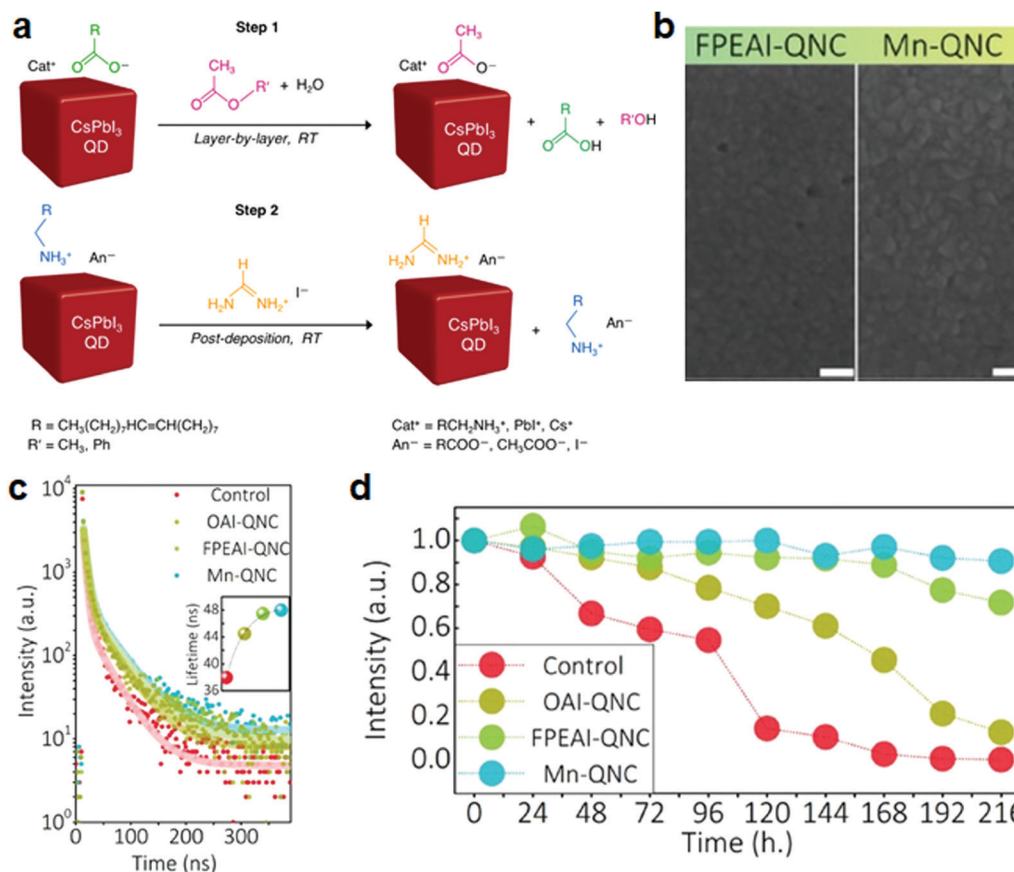 a
R
Cat⁺
O
O⁻
CsPbI₃
QD
Step 1
CH₃
O
O
R'
+ H₂O
Layer-by-layer, RT
CH₃
Cat⁺
O
O⁻
CsPbI₃
QD
+
R
O
OH
+
R'OH
R
NH₃⁺
An⁻
CsPbI₃
QD
Step 2
H
H₂N
NH₂⁺
I⁻
Post-deposition, RT
H
H₂N
NH₂⁺
An⁻
CsPbI₃
QD
+
R
NH₃⁺
An⁻
R = CH₃(CH₂)₇HC=CH(CH₂)₇
R' = CH₃, Ph
Cat⁺ = RCH₂NH₃⁺, PbI⁺, Cs⁺
An⁻ = RCOO⁻, CH₃COO⁻, I⁻
b
FPEAI-QNC
Mn-QNC
c
10⁴
10³
10²
10¹
10⁰
Intensity (a.u.)
Control
OAI-QNC
FPEAI-QNC
Mn-QNC
Lifetime (ns)
48
44
40
36
0 100 200 300
Time (ns)
d
1.0
0.8
0.6
0.4
0.2
0.0
Intensity (a.u.)
Control
OAI-QNC
FPEAI-QNC
Mn-QNC
0 24 48 72 96 120 144 168 192 216
Time (h.)